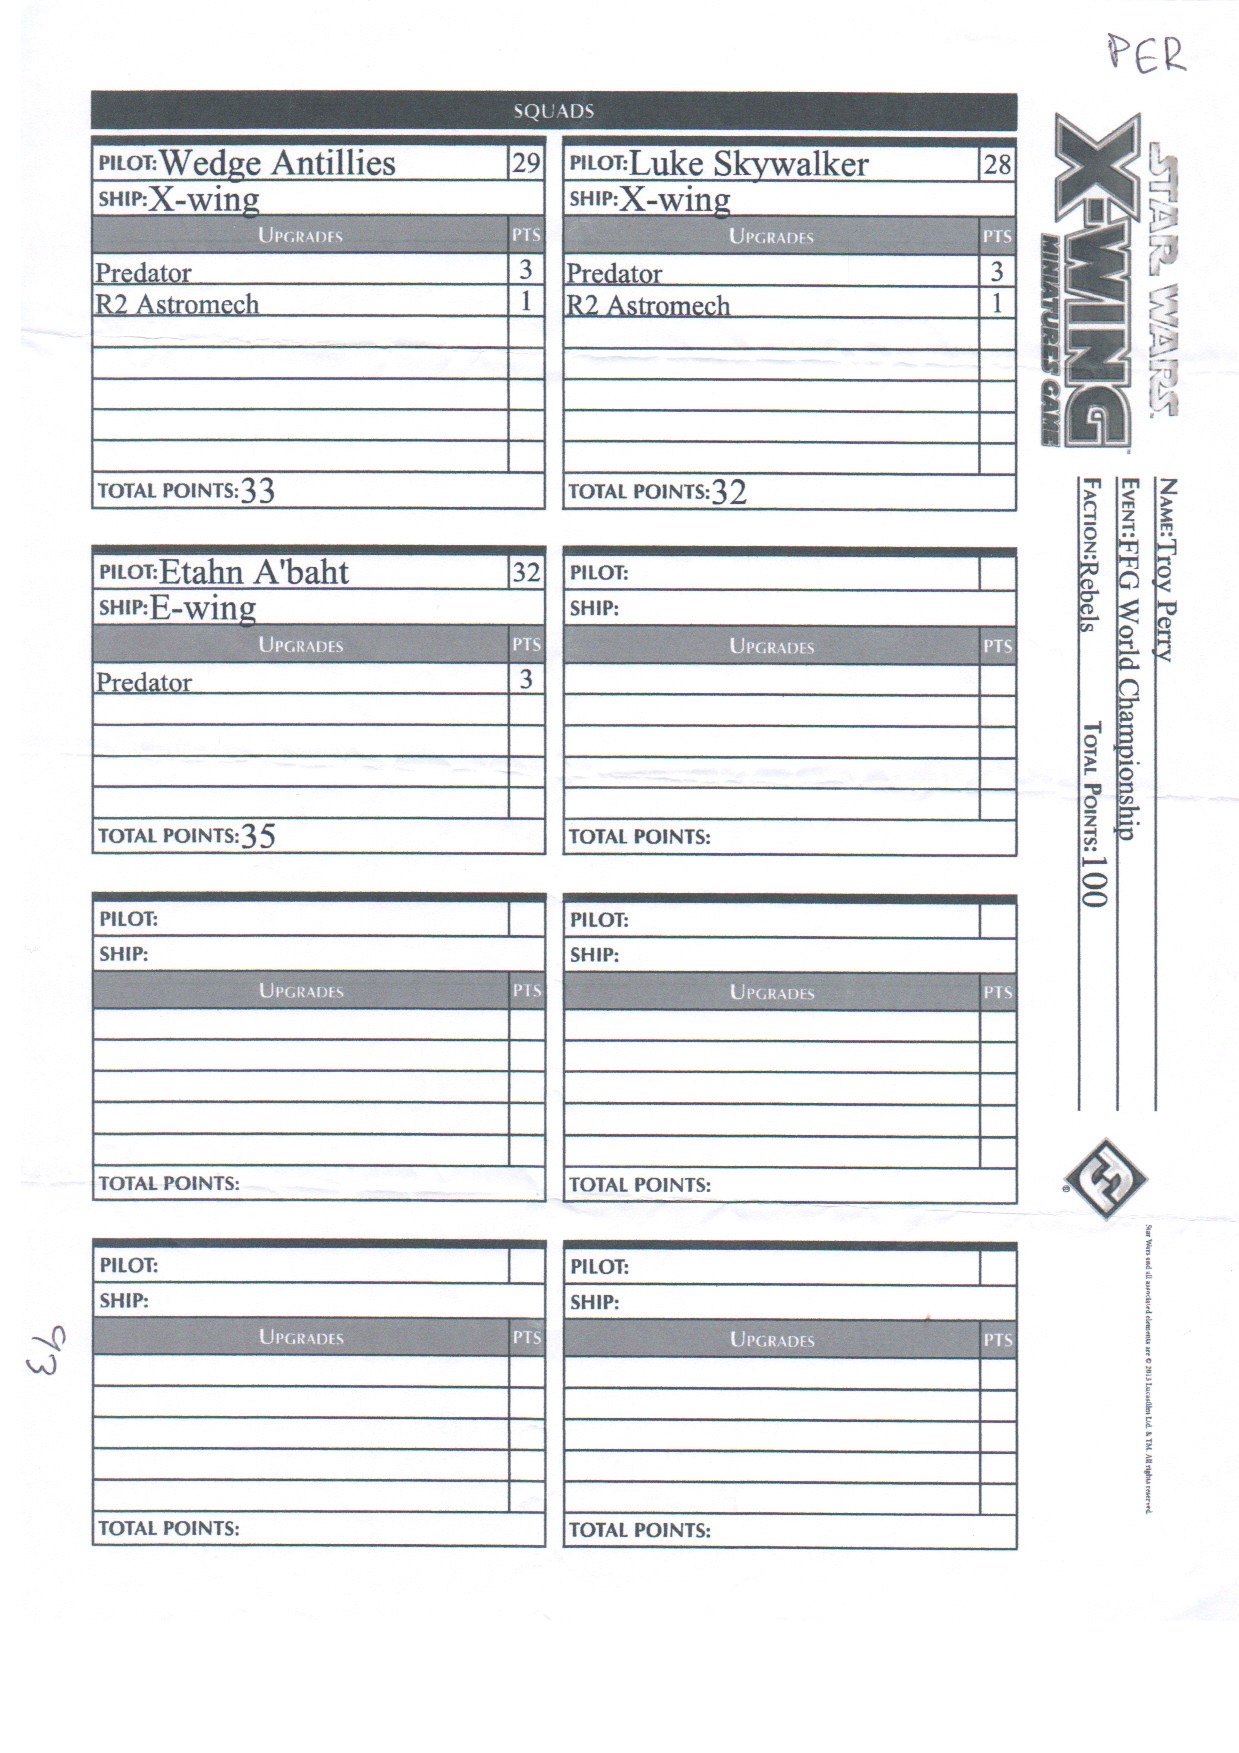 PER
SQUADS
PILOT:Wedge Antillies 29
SHIP:X-wing
UPGRADES PTS
Predator 3
R2 Astromech 1
TOTAL POINTS:33
PILOT:Luke Skywalker 28
SHIP:X-wing
UPGRADES PTS
Predator 3
R2 Astromech 1
TOTAL POINTS:32
PILOT:Etahn A'baht 32
SHIP:E-wing
UPGRADES PTS
Predator 3
TOTAL POINTS:35
PILOT:
SHIP:
UPGRADES PTS
TOTAL POINTS:
PILOT:
SHIP:
UPGRADES PTS
TOTAL POINTS:
PILOT:
SHIP:
UPGRADES PTS
TOTAL POINTS:
PILOT:
SHIP:
UPGRADES PTS
TOTAL POINTS:
PILOT:
SHIP:
UPGRADES PTS
TOTAL POINTS:
STAR WARS
X-WING™
MINIATURES GAME
NAME:Troy Perry
EVENT:FFG World Championship
FACTION:Rebels TOTAL POINTS:100
®
Star Wars and all associated elements are © 2013 Lucasfilm Ltd. & TM. All rights reserved.
93